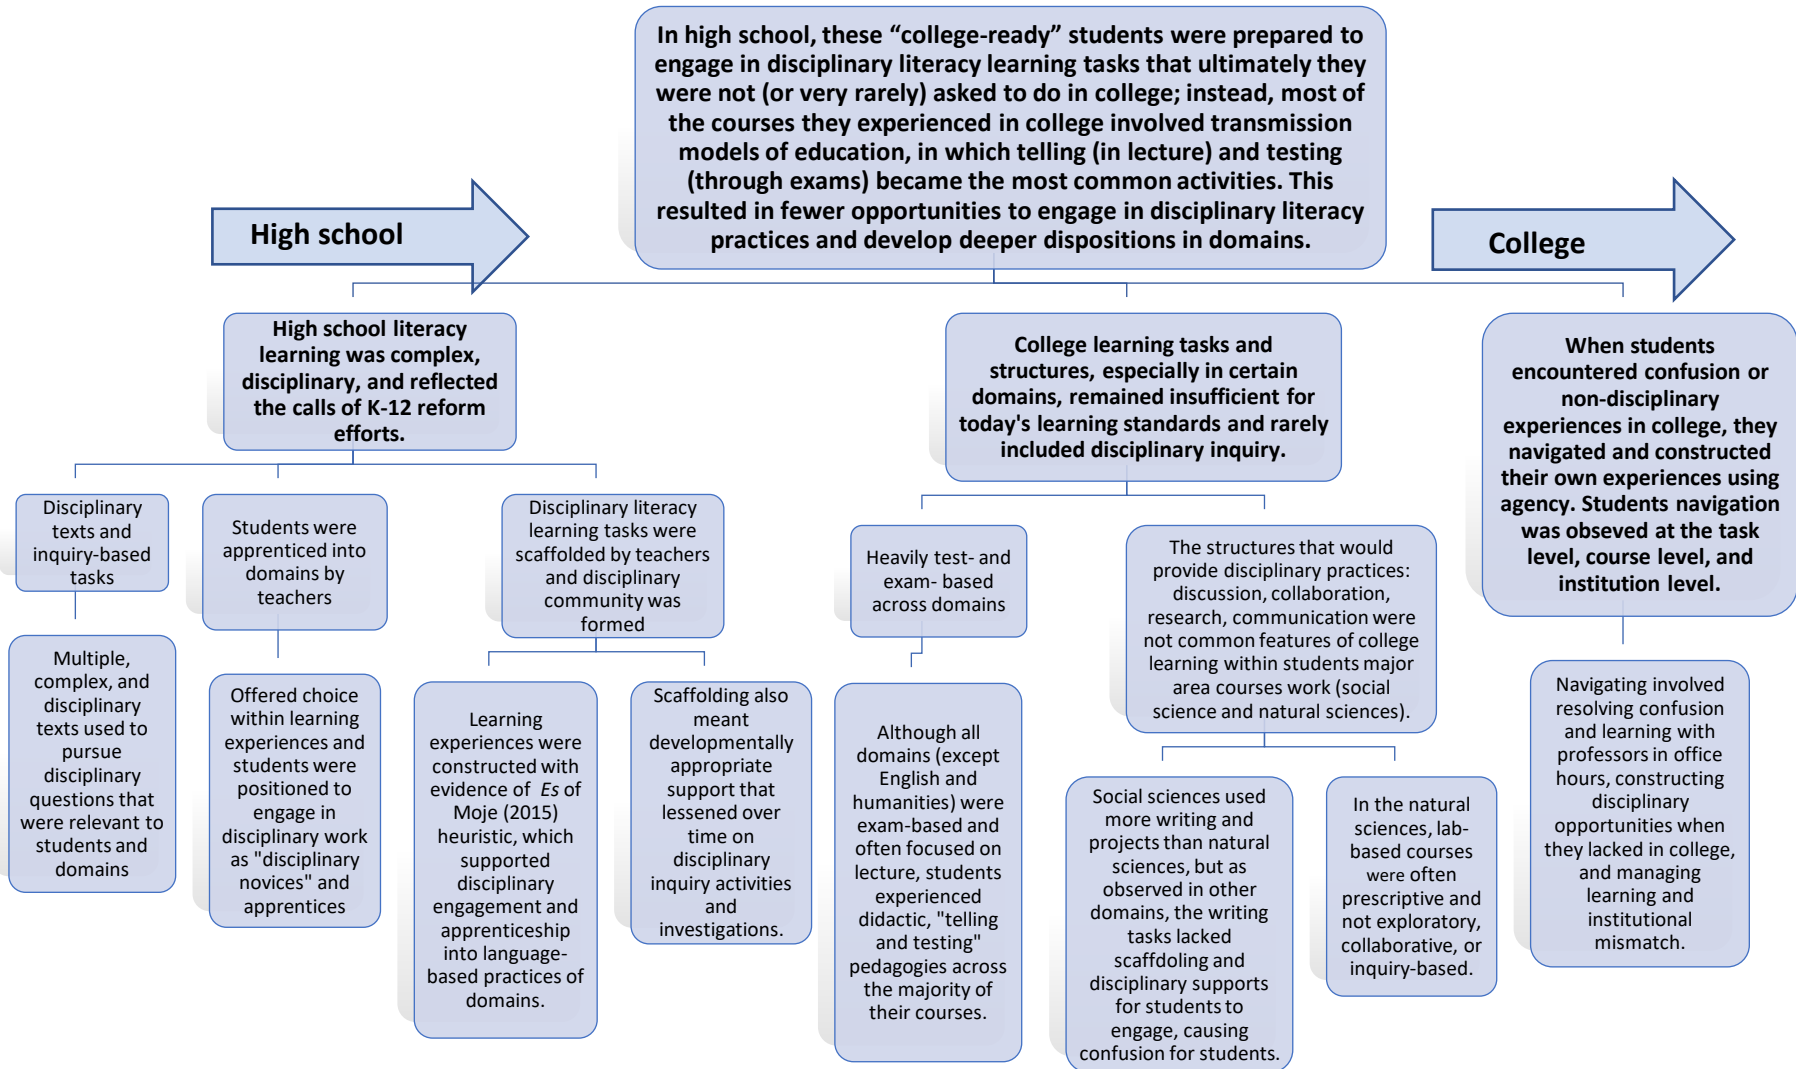 In high school, these “college-ready” students were prepared to
engage in disciplinary literacy learning tasks that ultimately they
were not (or very rarely) asked to do in college; instead, most of
the courses they experienced in college involved transmission
models of education, in which telling (in lecture) and testing
(through exams) became the most common activities. This
resulted in fewer opportunities to engage in disciplinary literacy
practices and develop deeper dispositions in domains.
High school
College
High school literacy
learning was complex,
disciplinary, and reflected
the calls of K-12 reform
efforts.
College learning tasks and
structures, especially in certain
domains, remained insufficient for
today's learning standards and rarely
included disciplinary inquiry.
When students
encountered confusion or
non-disciplinary
experiences in college, they
navigated and constructed
their own experiences using
agency. Students navigation
was obseved at the task
level, course level, and
institution level.
Disciplinary
texts and
inquiry-based
tasks
Students were
apprenticed into
domains by
teachers
Disciplinary literacy
learning tasks were
scaffolded by teachers
and disciplinary
community was
formed
Heavily test- and
exam- based
across domains
The structures that would
provide disciplinary practices:
discussion, collaboration,
research, communication were
not common features of college
learning within students major
area courses work (social
science and natural sciences).
Multiple,
complex, and
disciplinary
texts used to
pursue
disciplinary
questions that
were relevant to
students and
domains
Offered choice
within learning
experiences and
students were
positioned to
engage in
disciplinary work
as "disciplinary
novices" and
apprentices
Learning
experiences were
constructed with
evidence of Es of
Moje (2015)
heuristic, which
supported
disciplinary
engagement and
apprenticeship
into language-
based practices of
domains.
Scaffolding also
meant
developmentally
appropriate
support that
lessened over
time on
disciplinary
inquiry activities
and
investigations.
Although all
domains (except
English and
humanities) were
exam-based and
often focused on
lecture, students
experienced
didactic, "telling
and testing"
pedagogies across
the majority of
their courses.
Social sciences used
more writing and
projects than natural
sciences, but as
observed in other
domains, the writing
tasks lacked
scaffdoling and
disciplinary supports
for students to
engage, causing
confusion for students.
In the natural
sciences, lab-
based courses
were often
prescriptive and
not exploratory,
collaborative, or
inquiry-based.
Navigating involved
resolving confusion
and learning with
professors in office
hours, constructing
disciplinary
opportunities when
they lacked in college,
and managing
learning and
institutional
mismatch.